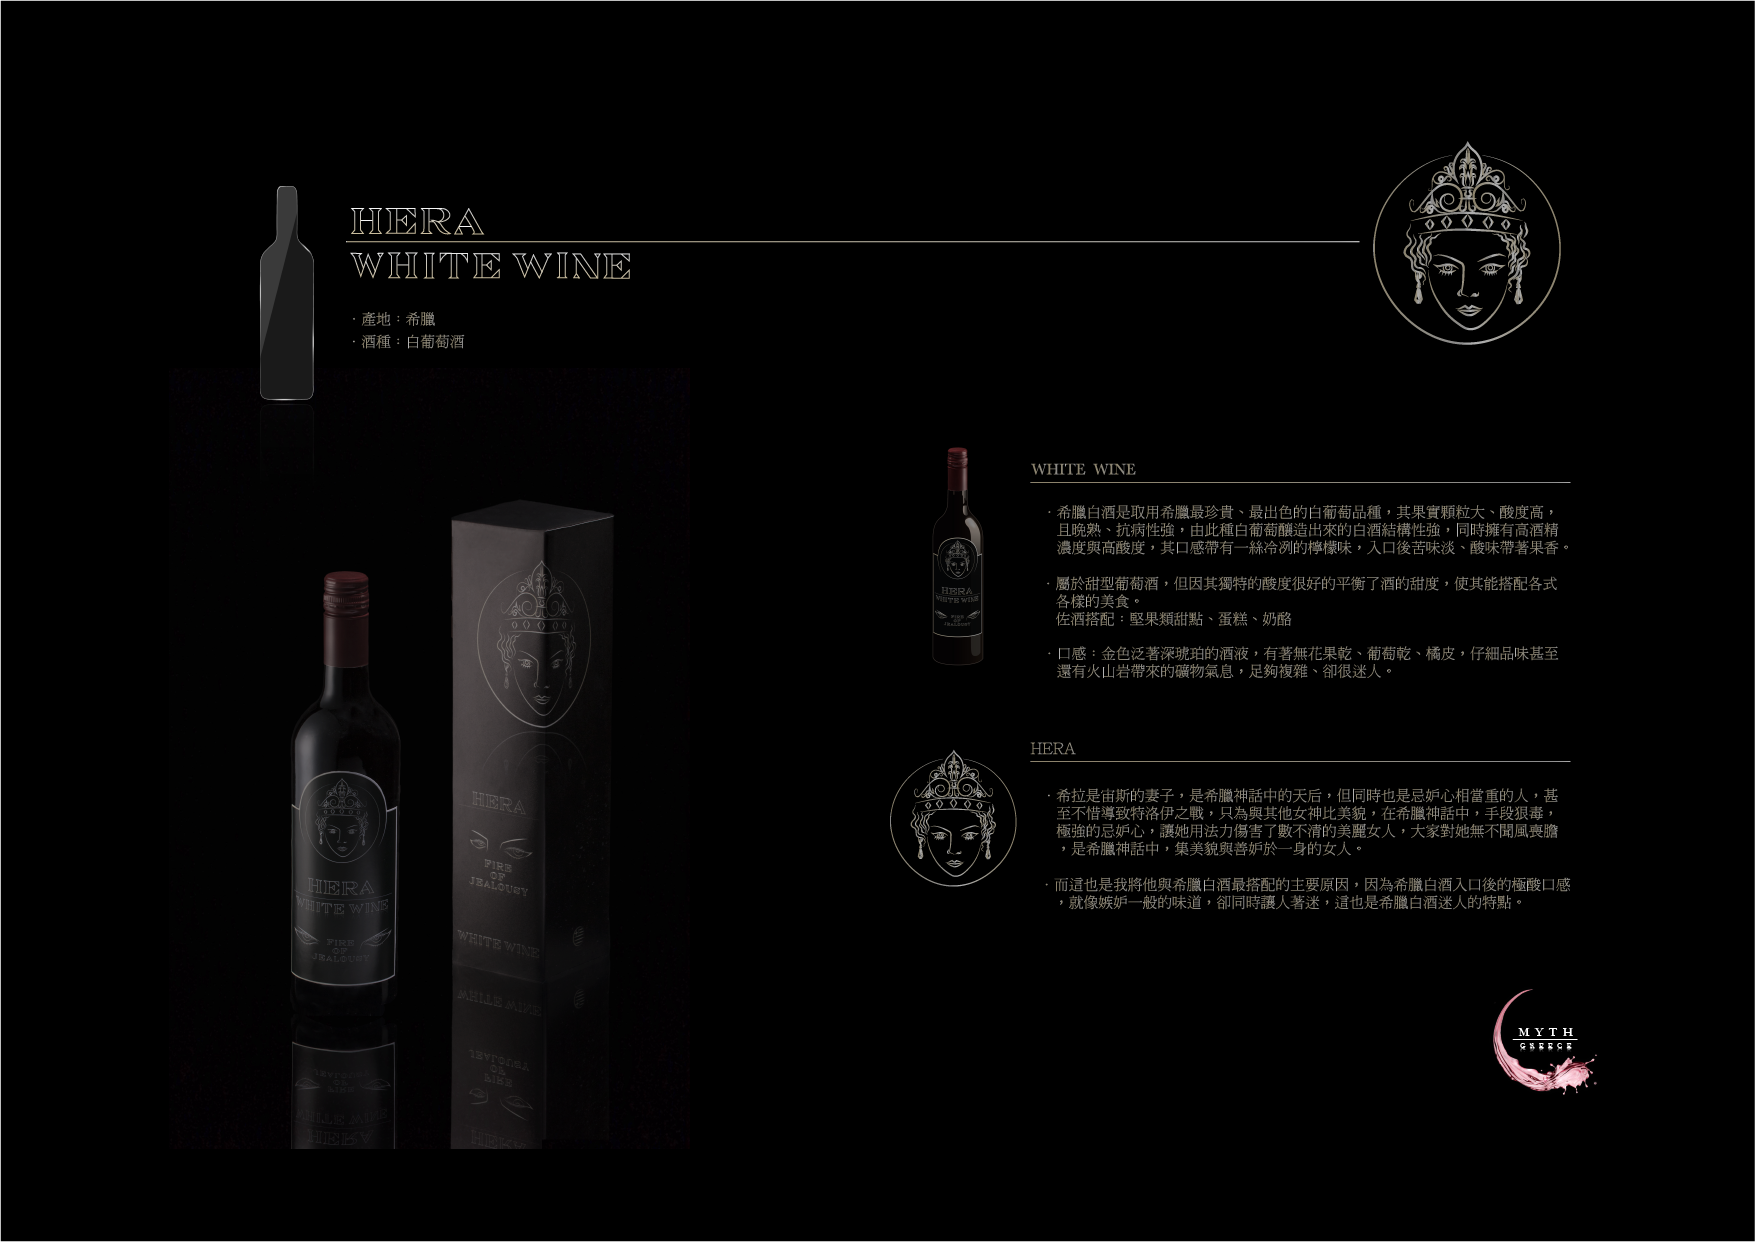 HERA
WHITE WINE
· 產地：希臘
· 酒種：白葡萄酒
WHITE WINE
· 希臘白酒是取用希臘最珍貴、最出色的白葡萄品種，其果實顆粒大、酸度高，
且晚熟、抗病性強，由此種白葡萄釀造出來的白酒結構性強，同時擁有高酒精
濃度與高酸度，其口感帶有一絲冷冽的檸檬味，入口後苦味淡、酸味帶著果香。
· 屬於甜型葡萄酒，但因其獨特的酸度很好的平衡了酒的甜度，使其能搭配各式
各樣的美食。
佐酒搭配：堅果類甜點、蛋糕、奶酪
· 口感：金色泛著深琥珀的酒液，有著無花果乾、葡萄乾、橘皮，仔細品味甚至
還有火山岩帶來的礦物氣息，足夠複雜、卻很迷人。
HERA
· 希拉是宙斯的妻子，是希臘神話中的天后，但同時也是忌妒心相當重的人，甚
至不惜導致特洛伊之戰，只為與其他女神比美貌，在希臘神話中，手段狠毒，
極強的忌妒心，讓她用法力傷害了數不清的美麗女人，大家對她無不聞風喪膽
，是希臘神話中，集美貌與善妒於一身的女人。
· 而這也是我將他與希臘白酒最搭配的主要原因，因為希臘白酒入口後的極酸口感
，就像嫉妒一般的味道，卻同時讓人著迷，這也是希臘白酒迷人的特點。
HERA
WHITE WINE
FIRE
OF
JEALOUSY
HERA
FIRE
OF
JEALOUSY
WHITE WINE
HERA
WHITE WINE
FIRE
OF
JEALOUSY
MYTH
GREECE